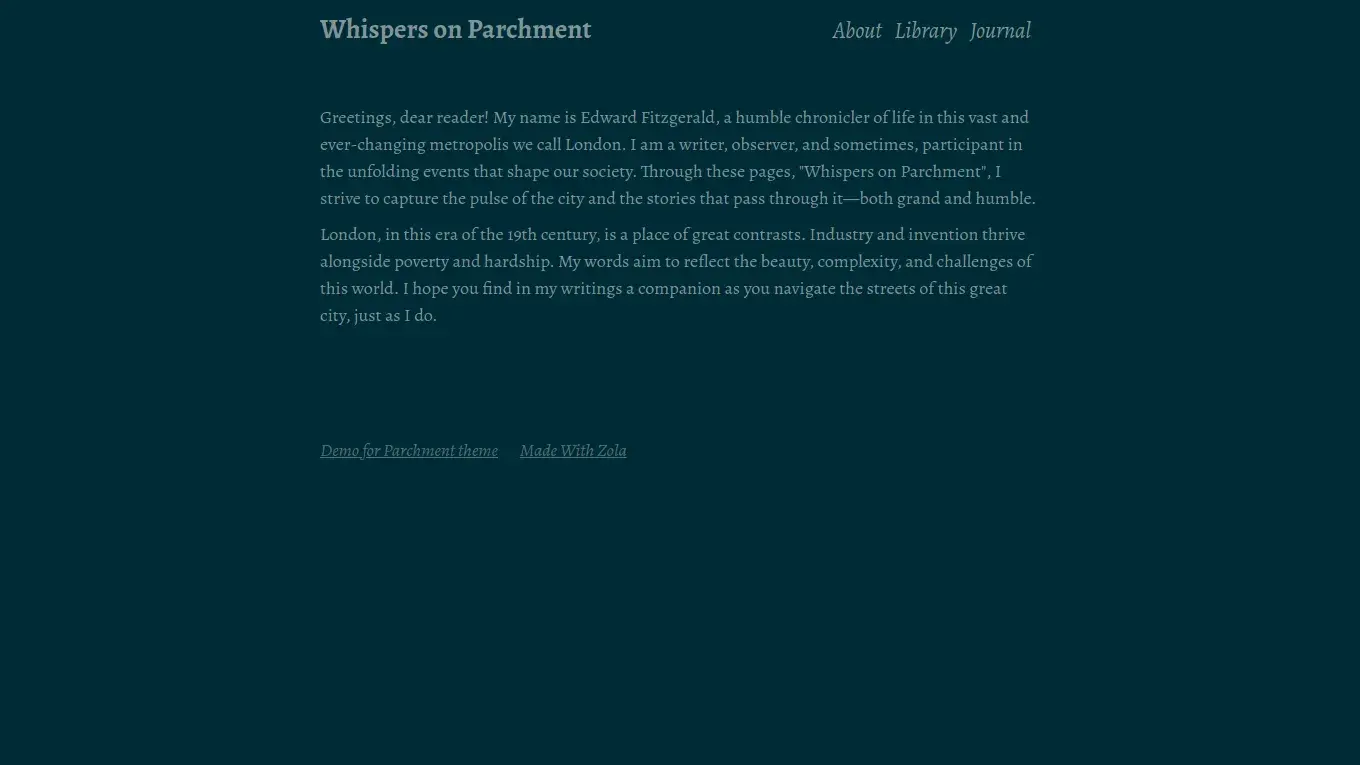 Whispers on Parchment
About Library Journal
Greetings, dear reader! My name is Edward Fitzgerald, a humble chronicler of life in this vast and
ever-changing metropolis we call London. I am a writer, observer, and sometimes, participant in
the unfolding events that shape our society. Through these pages, "Whispers on Parchment", I
strive to capture the pulse of the city and the stories that pass through it—both grand and humble.
London, in this era of the 19th century, is a place of great contrasts. Industry and invention thrive
alongside poverty and hardship. My words aim to reflect the beauty, complexity, and challenges of
this world. I hope you find in my writings a companion as you navigate the streets of this great
city, just as I do.
Demo for Parchment theme Made With Zola